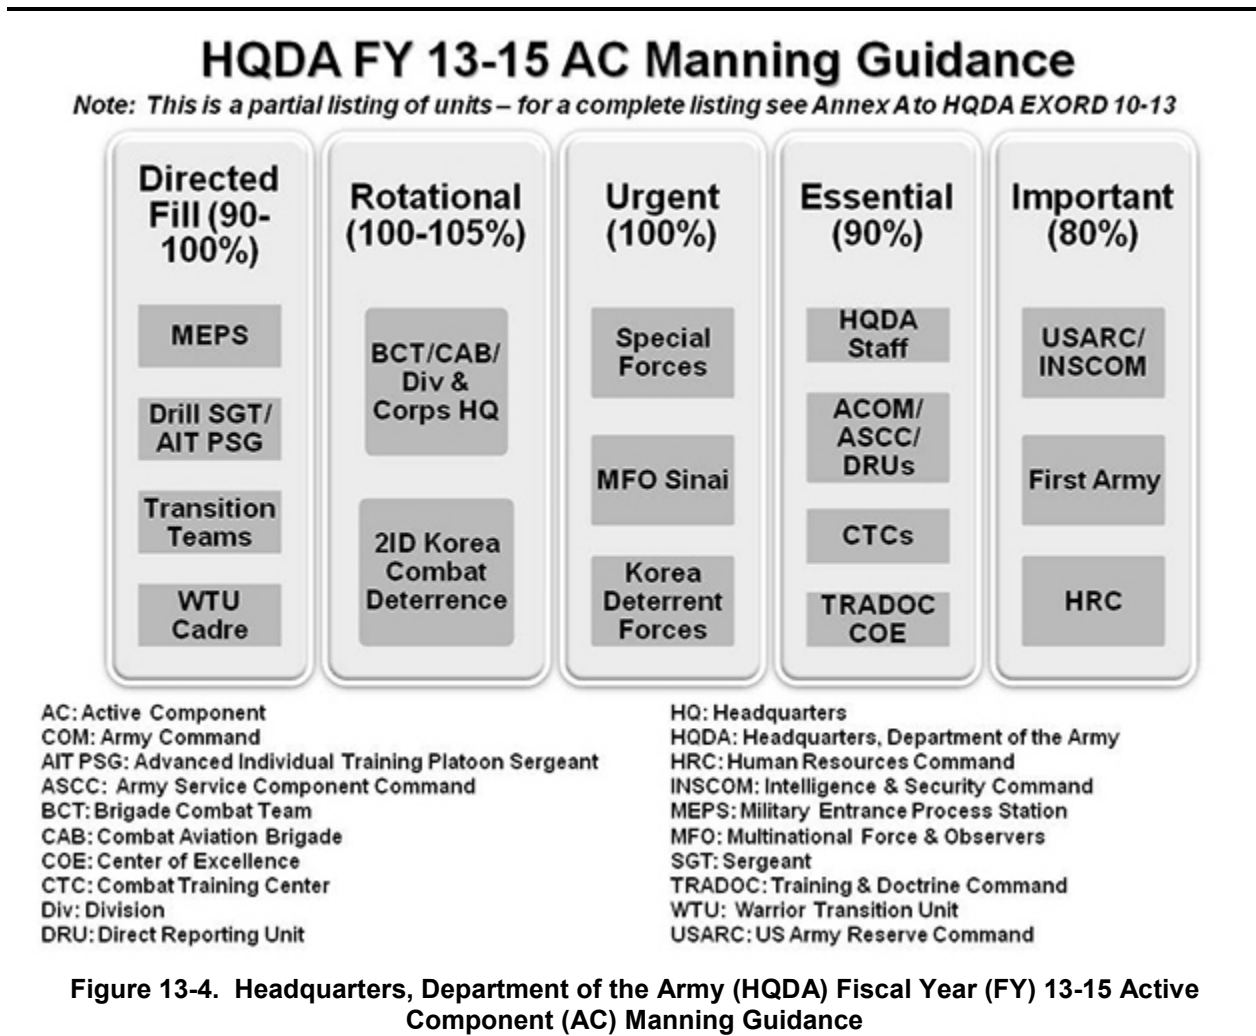 HQDA FY 13-15 AC Manning Guidance
Note: This is a partial listing of units – for a complete listing see Annex A to HQDA EXORD 10-13
Directed
Fill (90-
100%)
MEPS
Drill SGT/
AIT PSG
Transition
Teams
WTU
Cadre
Rotational
(100-105%)
BCT/CAB/
Div &
Corps HQ
2ID Korea
Combat
Deterrence
Urgent
(100%)
Special
Forces
MFO Sinai
Korea
Deterrent
Forces
Essential
(90%)
HQDA
Staff
ACOM/
ASCC/
DRUs
CTCs
TRADOC
COE
Important
(80%)
USARC/
INSCOM
First Army
HRC
AC: Active Component
COM: Army Command
AIT PSG: Advanced Individual Training Platoon Sergeant
ASCC: Army Service Component Command
BCT: Brigade Combat Team
CAB: Combat Aviation Brigade
COE: Center of Excellence
CTC: Combat Training Center
Div: Division
DRU: Direct Reporting Unit
HQ: Headquarters
HQDA: Headquarters, Department of the Army
HRC: Human Resources Command
INSCOM: Intelligence & Security Command
MEPS: Military Entrance Process Station
MFO: Multinational Force & Observers
SGT: Sergeant
TRADOC: Training & Doctrine Command
WTU: Warrior Transition Unit
USARC: US Army Reserve Command
Figure 13-4. Headquarters, Department of the Army (HQDA) Fiscal Year (FY) 13-15 Active
Component (AC) Manning Guidance